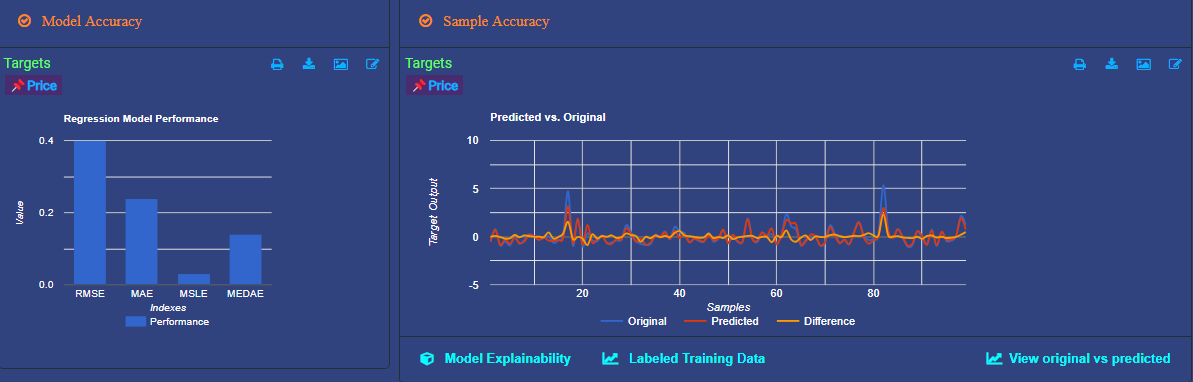 Model Accuracy
Targets
Price
Regression Model Performance
0.4
0.2
0.0
Value
RMSE MAE MSLE MEDAE
Indexes
Performance
Sample Accuracy
Targets
Price
Predicted vs. Original
10
5
0
-5
Target Output
20 40 60 80
Samples
Original Predicted Difference
Model Explainability Labeled Training Data View original vs predicted